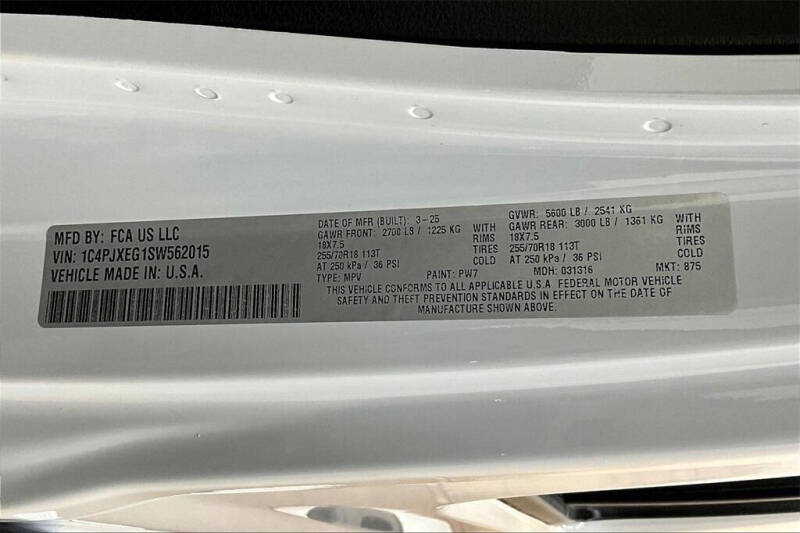 MFD BY: FCA US LLC
VIN: 1C4PJXEG1SW562015
VEHICLE MADE IN: U.S.A.
DATE OF MFR (BUILT): 3-25
GAWR FRONT: 2700 LB / 1225 KG WITH
18X7.5 RIMS
255/70R18 113T TIRES
AT 250 kPa / 36 PSI COLD
GVWR: 5600 LB / 2541 KG
GAWR REAR: 3000 LB / 1361 KG WITH
18X7.5 RIMS
255/70R18 113T TIRES
AT 250 kPa / 36 PSI COLD
TYPE: MPV PAINT: PW7 MDH: 031316 MKT: 875
THIS VEHICLE CONFORMS TO ALL APPLICABLE U.S.A. FEDERAL MOTOR VEHICLE
SAFETY AND THEFT PREVENTION STANDARDS IN EFFECT ON THE DATE OF
MANUFACTURE SHOWN ABOVE.